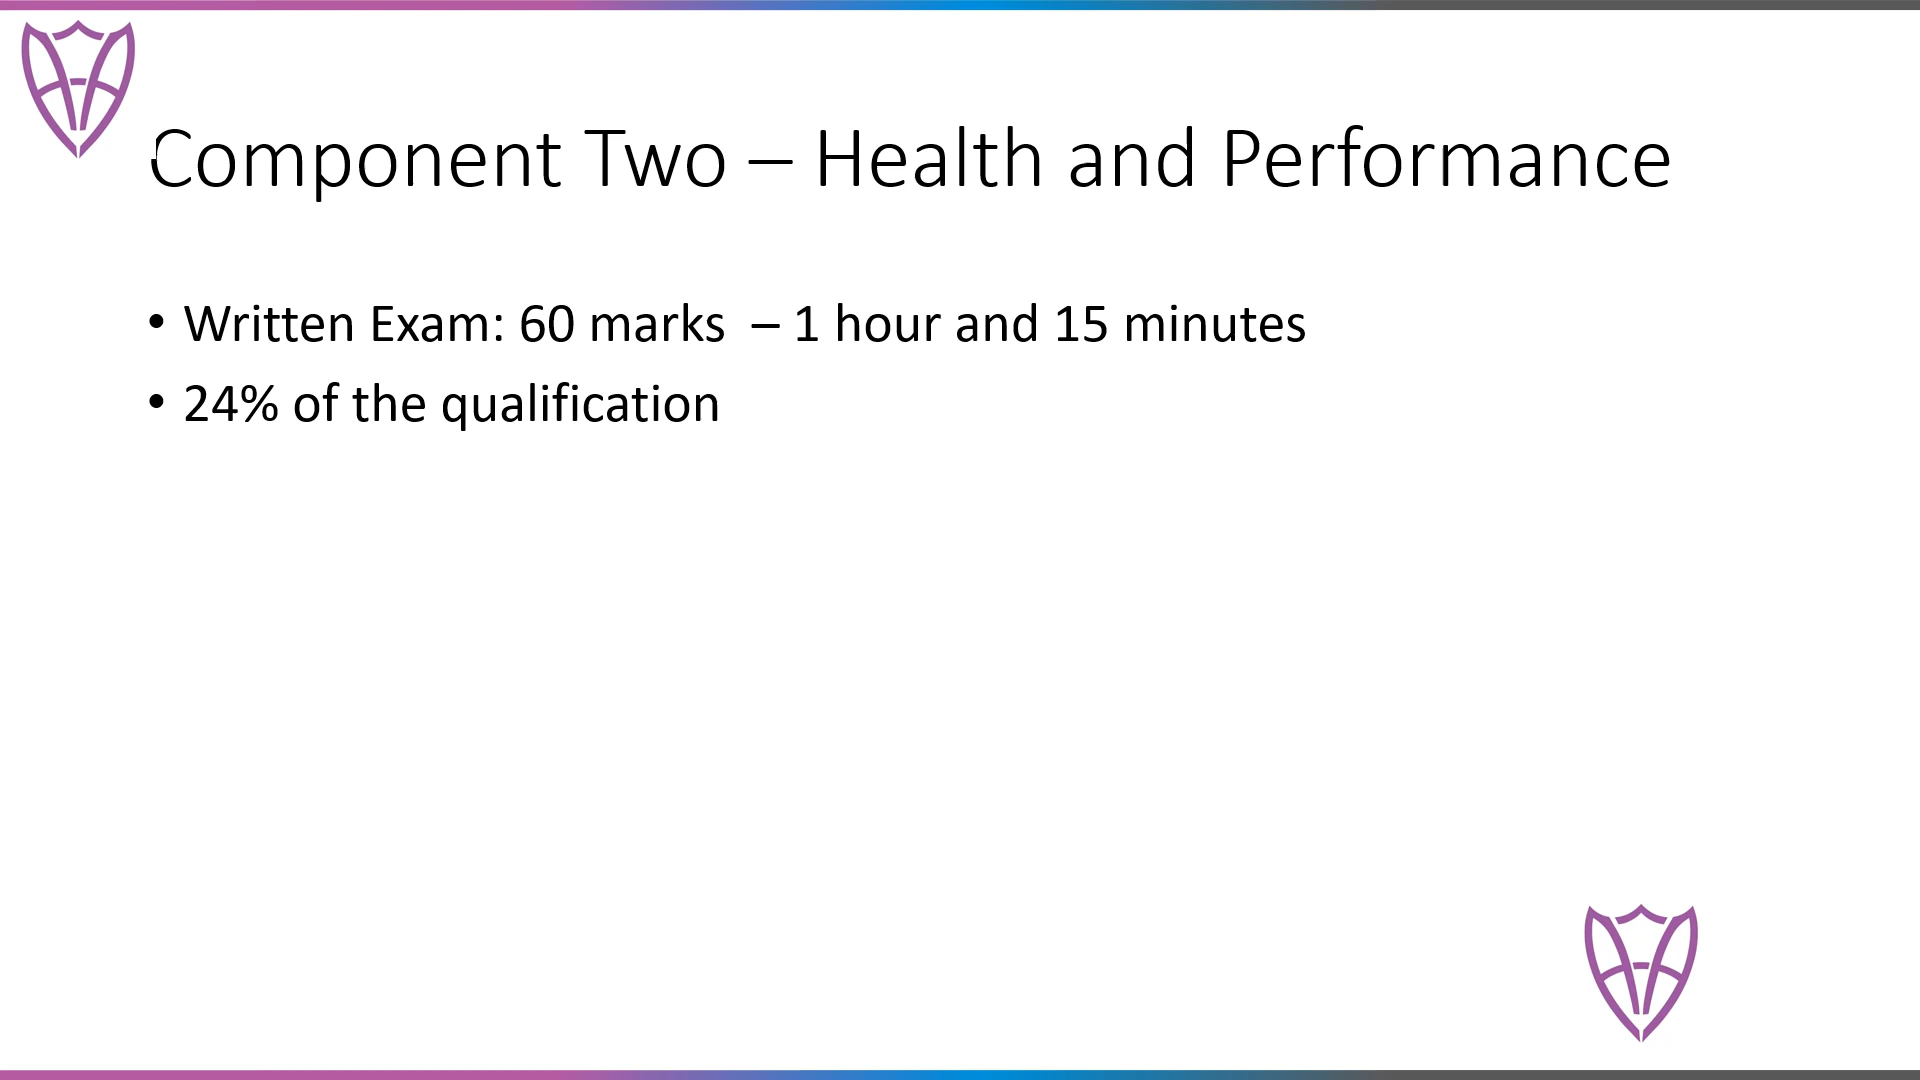 Component Two – Health and Performance
• Written Exam: 60 marks  – 1 hour and 15 minutes
• 24% of the qualification